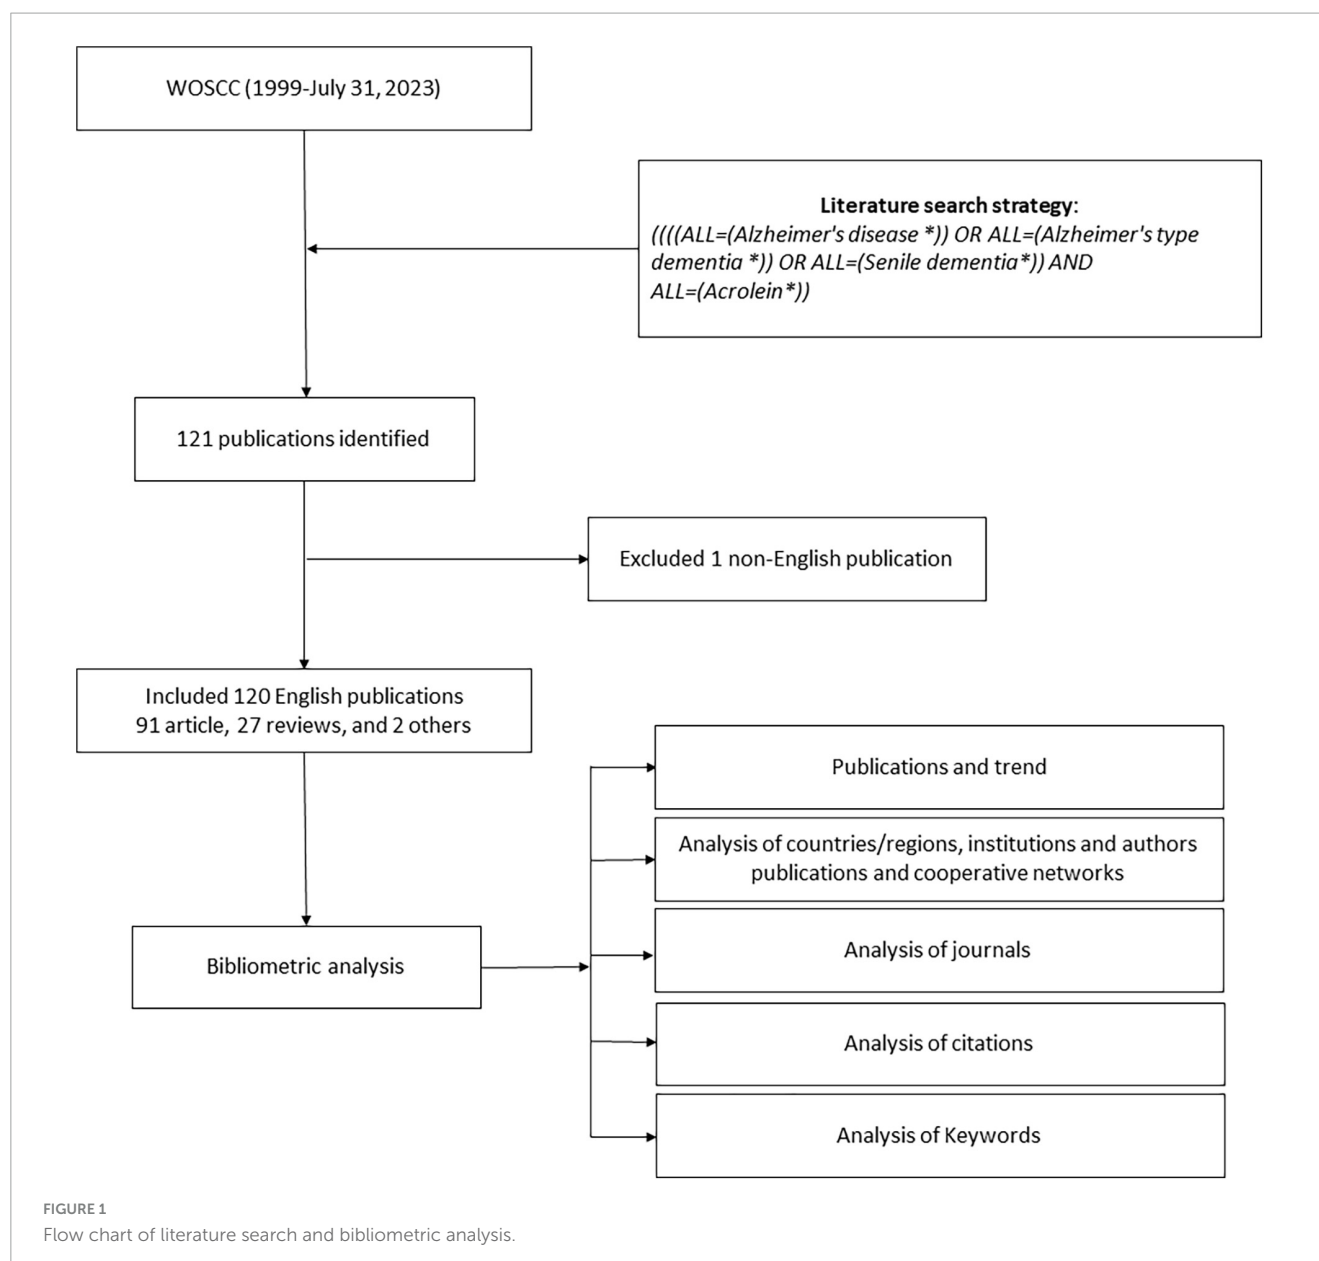 WOSCC (1999-July 31, 2023)
Literature search strategy:
((((ALL=(Alzheimer's disease *)) OR ALL=(Alzheimer's type
dementia *)) OR ALL=(Senile dementia*)) AND
ALL=(Acrolein*))
121 publications identified
Excluded 1 non-English publication
Included 120 English publications
91 article, 27 reviews, and 2 others
Publications and trend
Analysis of countries/regions, institutions and authors
publications and cooperative networks
Bibliometric analysis
Analysis of journals
Analysis of citations
Analysis of Keywords
FIGURE 1
Flow chart of literature search and bibliometric analysis.